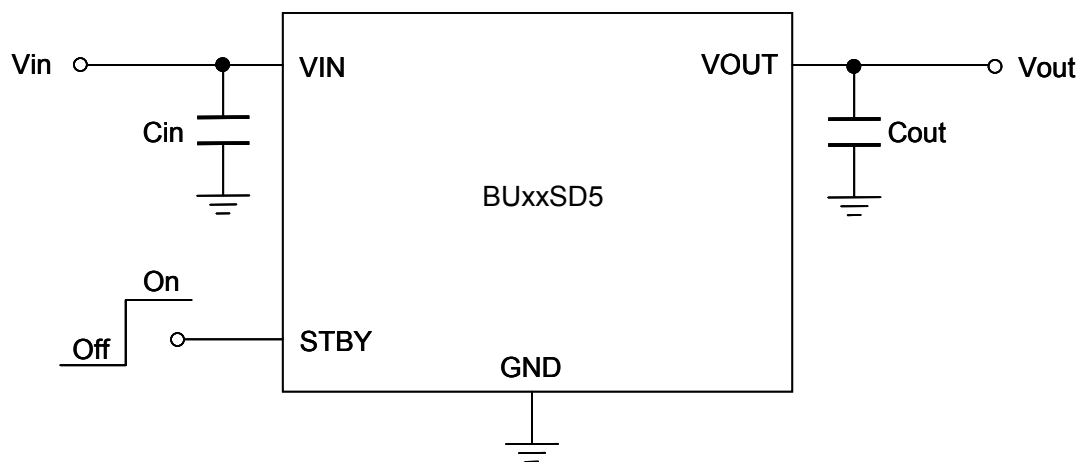 Vin
VIN
VOUT
Vout
Cin
Cout
BUxxSD5
On
Off
STBY
GND